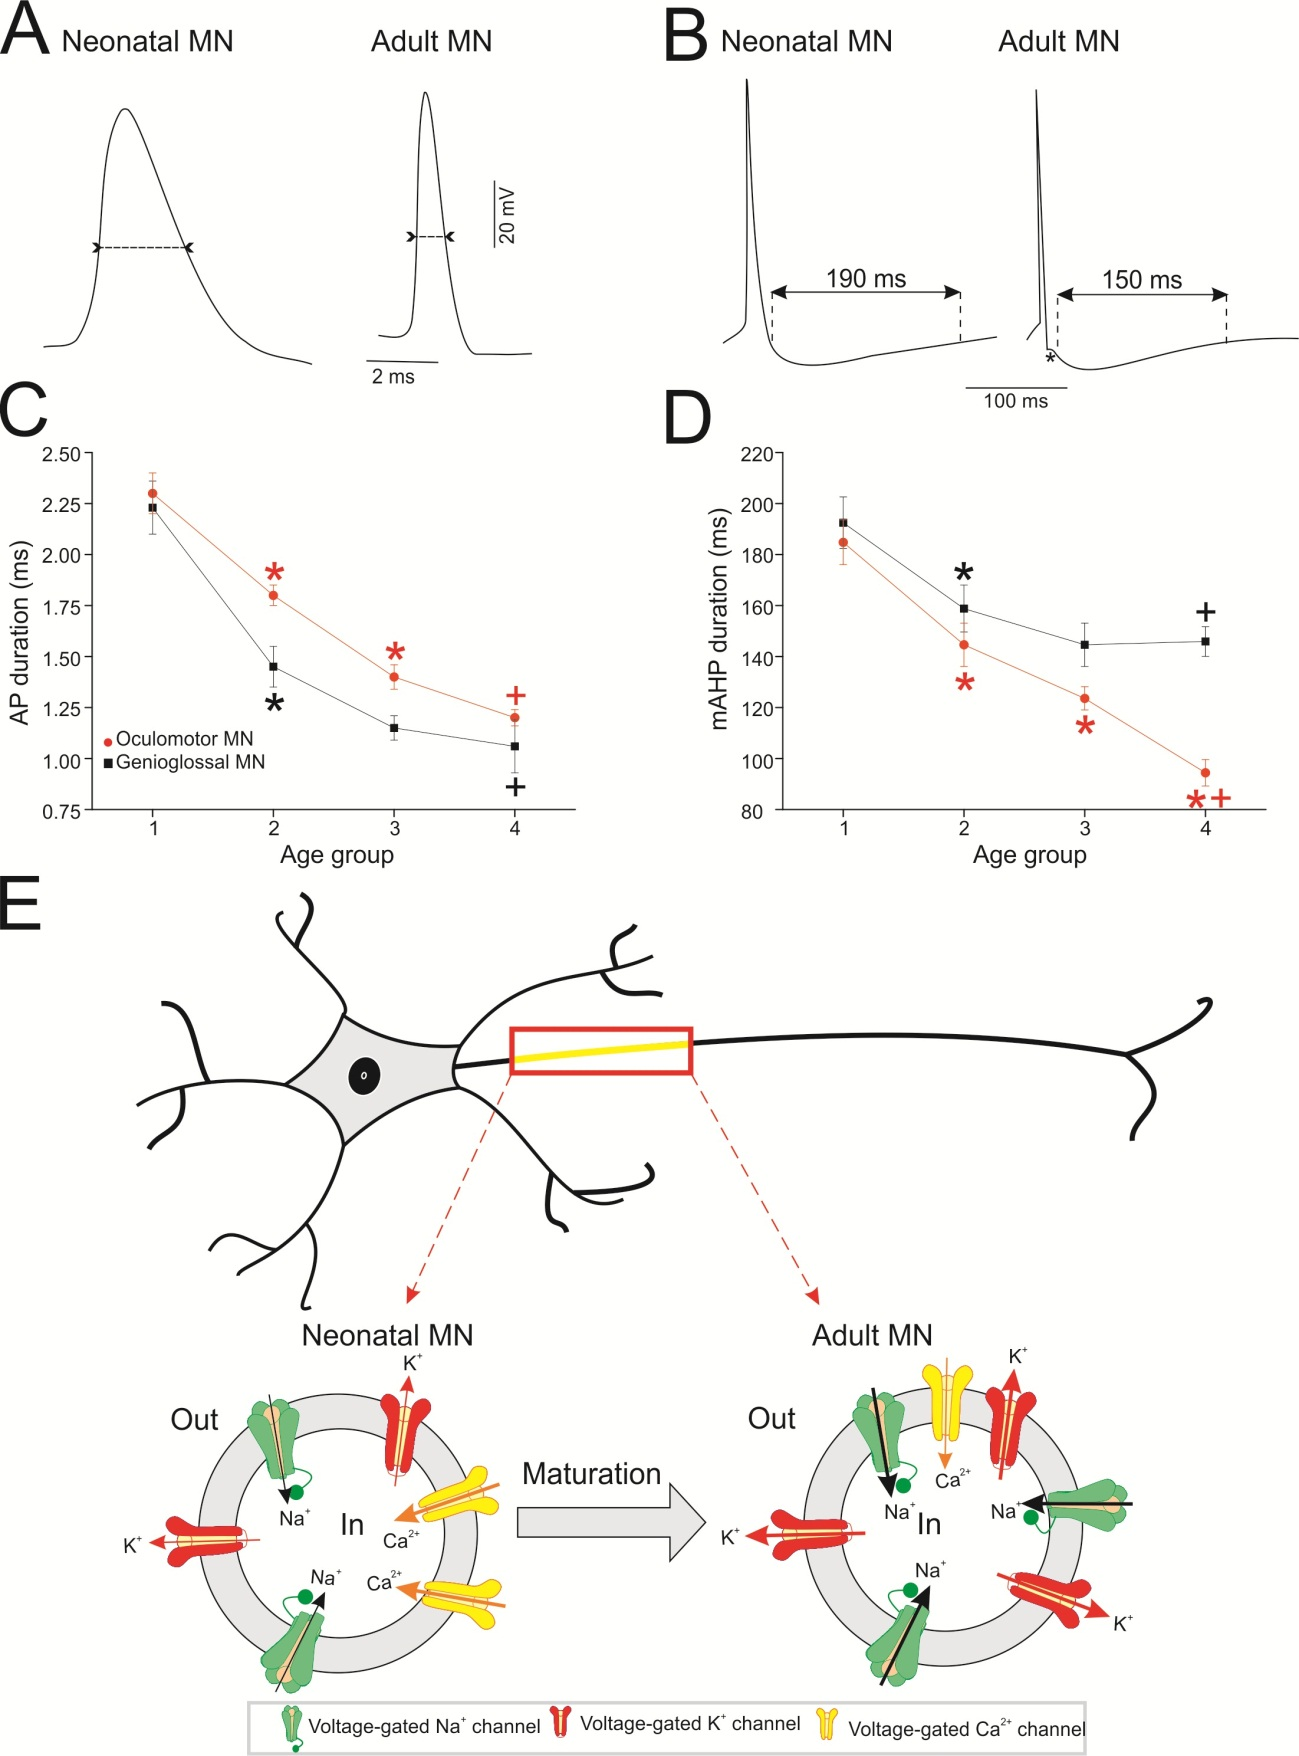 A
Neonatal MN
Adult MN
20 mV
2 ms
B
Neonatal MN
Adult MN
190 ms
150 ms
*
100 ms
C
AP duration (ms)
2.50
2.25
2.00
1.75
1.50
1.25
1.00
0.75
*
*
*
+
+
Oculomotor MN
Genioglossal MN
1 2 3 4
Age group
D
mAHP duration (ms)
220
200
180
160
140
120
100
80
*
+
*
*
* +
1 2 3 4
Age group
E
Neonatal MN
Out
K⁺
Na⁺
In
K⁺
Ca²⁺
Na⁺
Ca²⁺
Maturation
Adult MN
Out
K⁺
Ca²⁺
Na⁺
Na⁺
In
K⁺
Na⁺
K⁺
Voltage-gated Na⁺ channel
Voltage-gated K⁺ channel
Voltage-gated Ca²⁺ channel